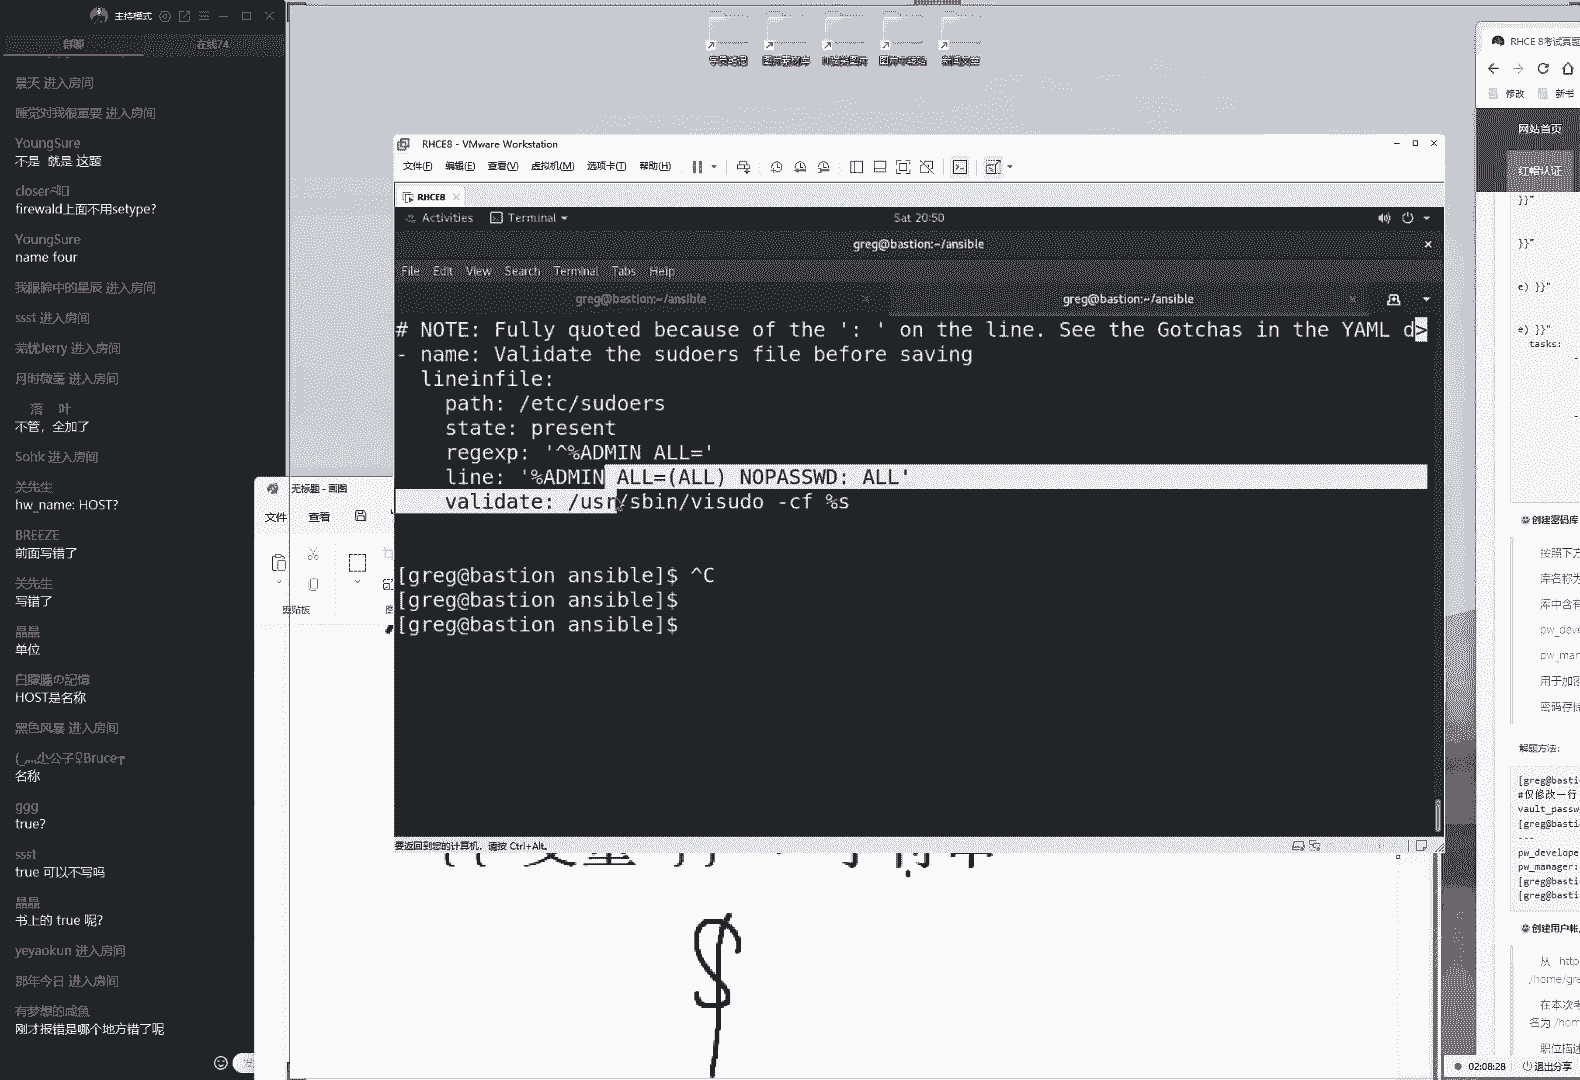 主持模式
群聊
在线74
景天 进入房间
睡觉对我很重要 进入房间
YoungSure
不是 就是 这题
closer
firewald上面不用setype?
YoungSure
name four
我眼眸中的星辰 进入房间
ssst 进入房间
Jerry 进入房间
月时微毫 进入房间
落 叶
不管，全加了
Sohk 进入房间
关先生
hw_name: HOST?
BREEZE
前面写错了
关先生
写错了
晶晶
单位
HOST是名称
黑色风暴 进入房间
小公子Bruce
名称
ggg
true?
ssst
true 可以不写吗
晶晶
书上的 true 呢?
yeyaokun 进入房间
那年今日 进入房间
有梦想的咸鱼
刚才报错是哪个地方错了呢
RHCE8 - VMware Workstation
文件(F) 编辑(E) 查看(V) 虚拟机(M) 选项卡(T) 帮助(H)
RHCE8
Activities Terminal Sat 20:50
greg@bastion:~/ansible
File Edit View Search Terminal Tabs Help
greg@bastion:~/ansible greg@bastion:~/ansible
# NOTE: Fully quoted because of the ': ' on the line. See the Gotchas in the YAML d>
- name: Validate the sudoers file before saving
lineinfile:
path: /etc/sudoers
state: present
regexp: '^%ADMIN ALL='
line: '%ADMIN ALL=(ALL) NOPASSWD: ALL'
validate: /usr/sbin/visudo -cf %s
[greg@bastion ansible]$ ^C
[greg@bastion ansible]$
[greg@bastion ansible]$
要返回到您的计算机，请按 Ctrl+Alt。
无标题 - 画图
文件 查看
剪贴板
$
RHCE 8考试真题
修改 新书
网站首页
红帽认证
}}"
}}"
e) }}"
e) }}"
tasks:
-
-
创建密码库
按照下方
库名称为
库中含有
pw_deve
pw_man
用于加密
密码存储
解题方法:
[greg@basti
#仅修改一行
vault_passw
[greg@basti
---
pw_develope
pw_manager:
[greg@basti
[greg@basti
创建用户帐
从 http
/home/gre
在本次考
名为 /hom
职位描述
02:08:28 退出分享